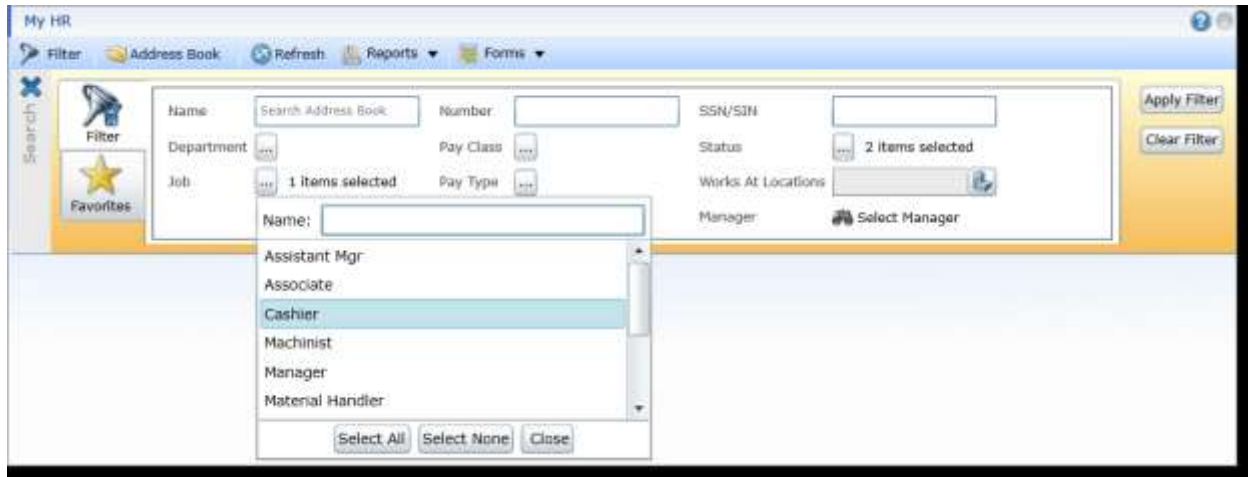 My HR
Filter Address Book Refresh Reports Forms
Search
Filter
Favorites
Name Search Address Book Number SSN/SIN
Department ... Pay Class ... Status ... 2 items selected
Job ... 1 items selected Pay Type ... Works At Locations
Manager Select Manager
Apply Filter
Clear Filter
Name:
Assistant Mgr
Associate
Cashier
Machinist
Manager
Material Handler
Select All Select None Close